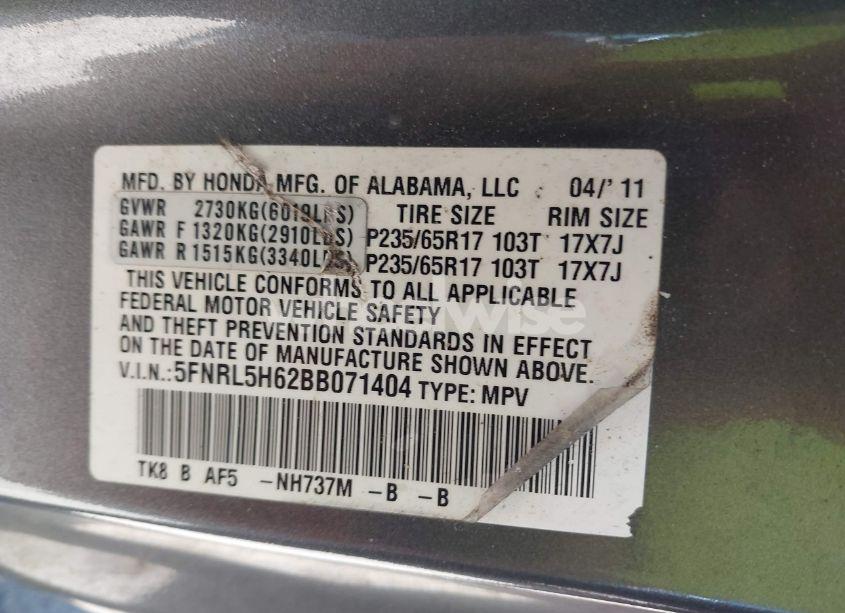 MFD. BY HONDA MFG. OF ALABAMA, LLC 04/'11
GVWR 2730KG(6019LBS) TIRE SIZE RIM SIZE
GAWR F 1320KG(2910LBS) P235/65R17 103T 17X7J
GAWR R 1515KG(3340LBS) P235/65R17 103T 17X7J
THIS VEHICLE CONFORMS TO ALL APPLICABLE
FEDERAL MOTOR VEHICLE SAFETY
AND THEFT PREVENTION STANDARDS IN EFFECT
ON THE DATE OF MANUFACTURE SHOWN ABOVE.
V.I.N.: 5FNRL5H62BB071404 TYPE: MPV
TK8 B AF5 -NH737M -B -B